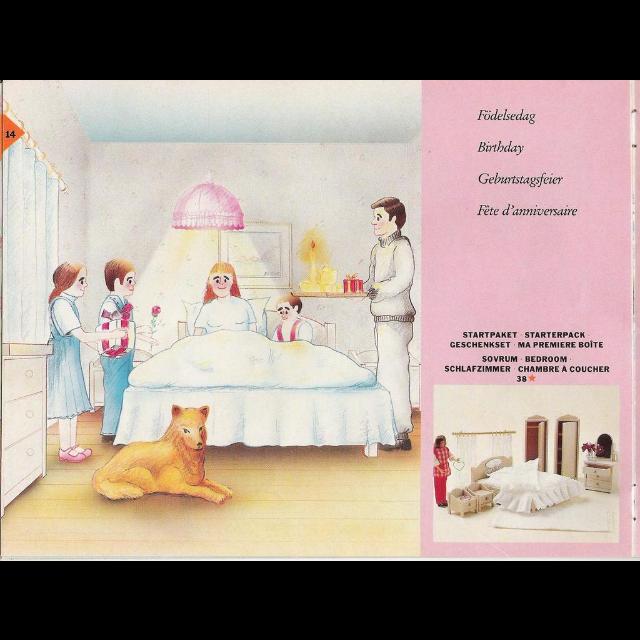 14
Födelsedag
Birthday
Geburtstagsfeier
Fête d'anniversaire
STARTPAKET · STARTERPACK
GESCHENKSET · MA PREMIERE BOÎTE
SOVRUM · BEDROOM ·
SCHLAFZIMMER · CHAMBRE À COUCHER
38★